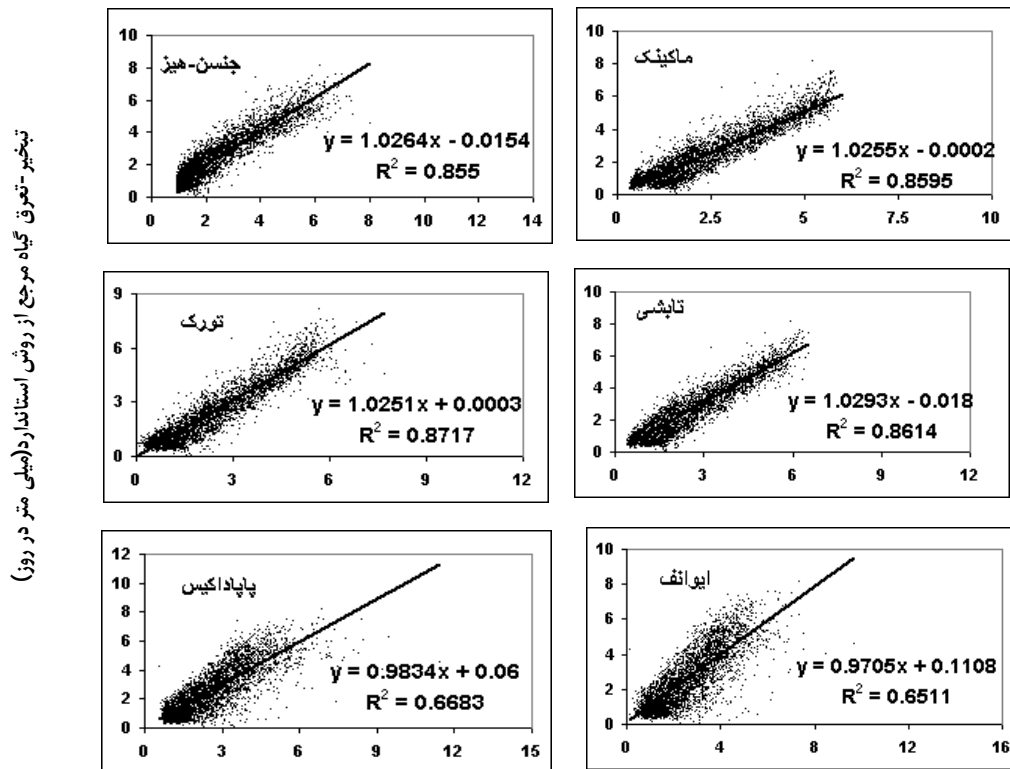 تبخیر-تعرق گیاه مرجع از روش استاندارد(میلی متر در روز)
جنسن-هیز
10
8
6
4
2
0
y = 1.0264x - 0.0154
R² = 0.855
0 2 4 6 8 10 12 14
ماکینک
10
8
6
4
2
0
y = 1.0255x - 0.0002
R² = 0.8595
0 2.5 5 7.5 10
تورک
9
6
3
0
y = 1.0251x + 0.0003
R² = 0.8717
0 3 6 9 12
تابشی
10
8
6
4
2
0
y = 1.0293x - 0.018
R² = 0.8614
0 2 4 6 8 10 12
پاپاداکیس
12
10
8
6
4
2
0
y = 0.9834x + 0.06
R² = 0.6683
0 3 6 9 12 15
ایوانف
10
8
6
4
2
0
y = 0.9705x + 0.1108
R² = 0.6511
0 4 8 12 16